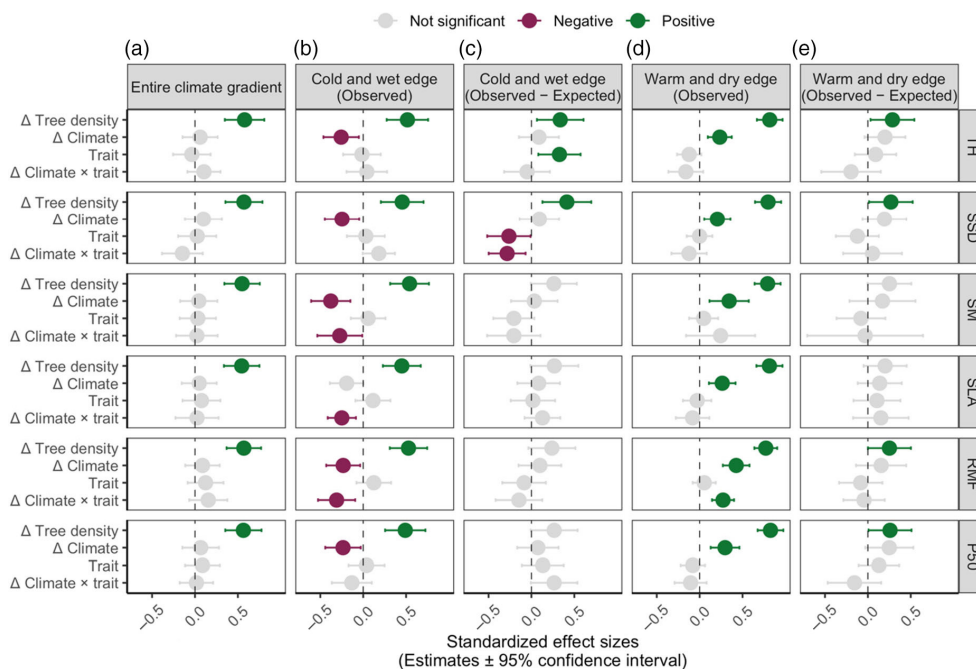 Not significant Negative Positive
(a) (b) (c) (d) (e)
Entire climate gradient
Cold and wet edge
(Observed)
Cold and wet edge
(Observed − Expected)
Warm and dry edge
(Observed)
Warm and dry edge
(Observed − Expected)
Δ Tree density
Δ Climate
Trait
Δ Climate × trait
TH
Δ Tree density
Δ Climate
Trait
Δ Climate × trait
SSD
Δ Tree density
Δ Climate
Trait
Δ Climate × trait
SM
Δ Tree density
Δ Climate
Trait
Δ Climate × trait
SLA
Δ Tree density
Δ Climate
Trait
Δ Climate × trait
RMF
Δ Tree density
Δ Climate
Trait
Δ Climate × trait
P50
−0.5 0.0 0.5 −0.5 0.0 0.5 −0.5 0.0 0.5 −0.5 0.0 0.5 −0.5 0.0 0.5
Standardized effect sizes
(Estimates ± 95% confidence interval)